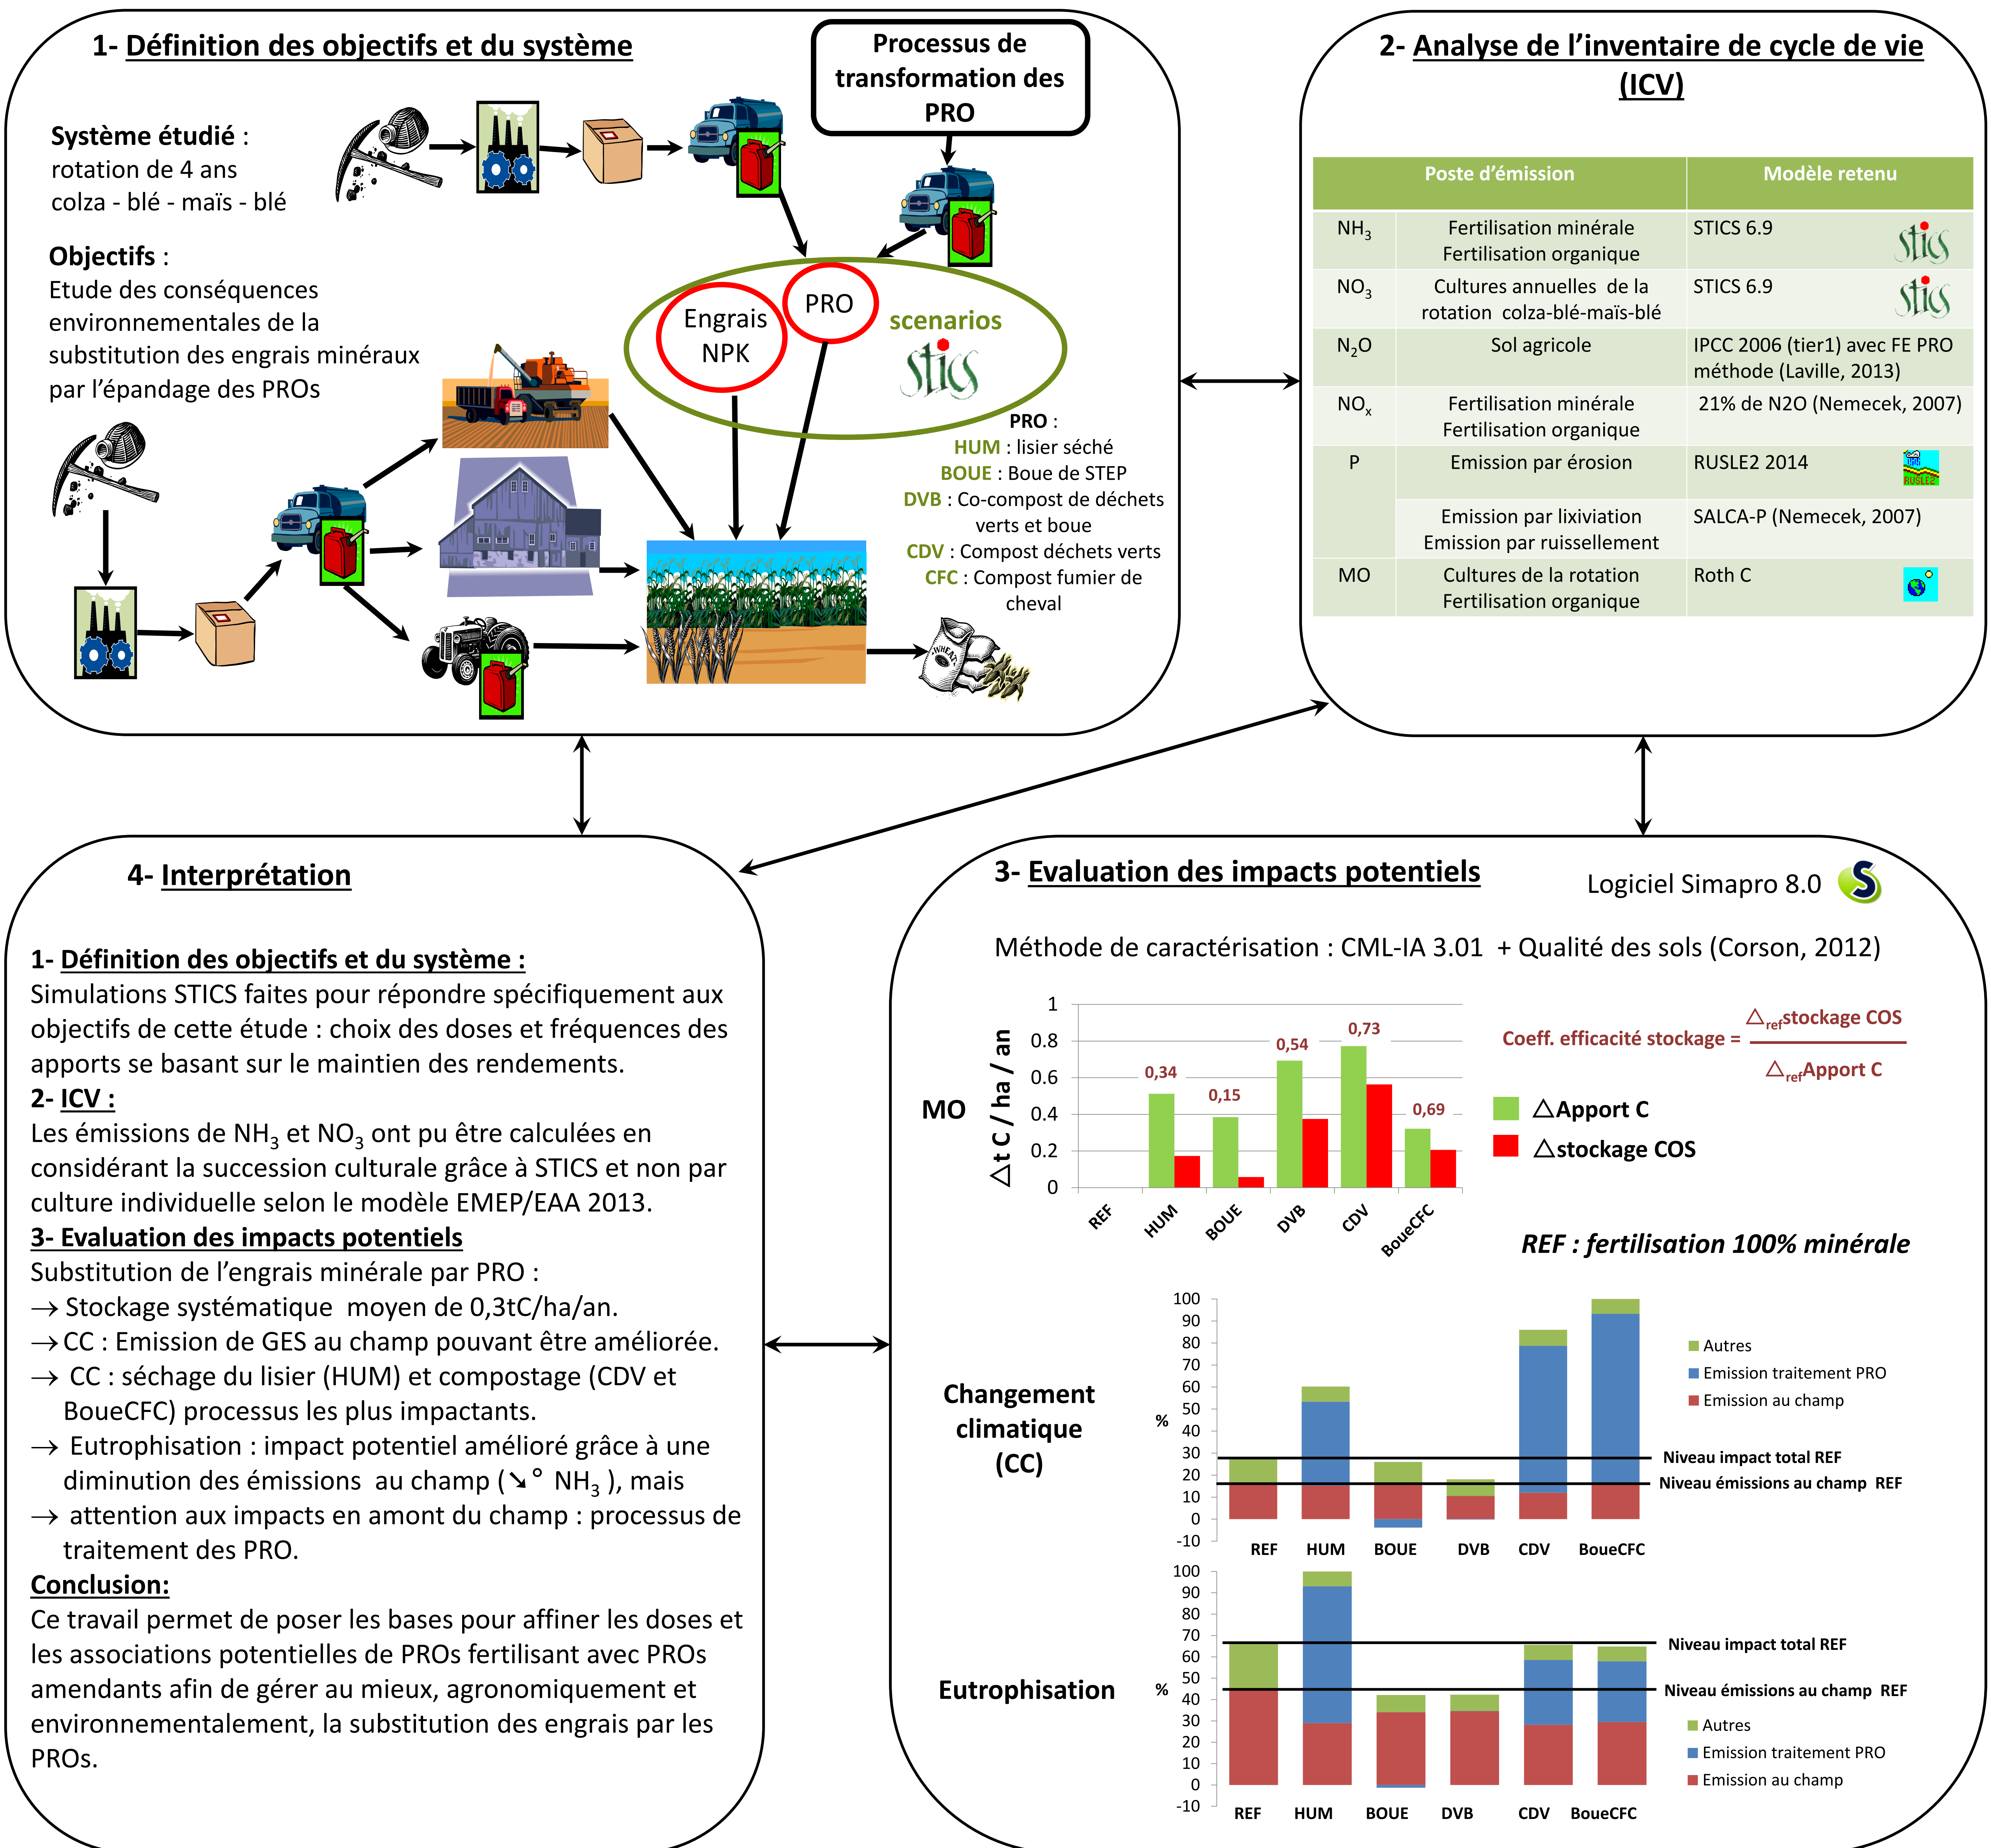 1- Définition des objectifs et du système
Processus de
transformation des
PRO
Système étudié :
rotation de 4 ans
colza - blé - maïs - blé
Objectifs :
Etude des conséquences
environnementales de la
substitution des engrais minéraux
par l'épandage des PROs
Engrais
NPK
PRO
scenarios
stics
PRO :
HUM : lisier séché
BOUE : Boue de STEP
DVB : Co-compost de déchets
verts et boue
CDV : Compost déchets verts
CFC : Compost fumier de
cheval
WHEAT
2- Analyse de l'inventaire de cycle de vie
(ICV)
Poste d'émission Modèle retenu
NH3 Fertilisation minérale STICS 6.9 stics
Fertilisation organique
NO3 Cultures annuelles de la STICS 6.9 stics
rotation colza-blé-maïs-blé
N2O Sol agricole IPCC 2006 (tier1) avec FE PRO
méthode (Laville, 2013)
NOx Fertilisation minérale 21% de N2O (Nemecek, 2007)
Fertilisation organique
P Emission par érosion RUSLE2 2014 RUSLE2
Emission par lixiviation SALCA-P (Nemecek, 2007)
Emission par ruissellement
MO Cultures de la rotation Roth C
Fertilisation organique
4- Interprétation
1- Définition des objectifs et du système :
Simulations STICS faites pour répondre spécifiquement aux
objectifs de cette étude : choix des doses et fréquences des
apports se basant sur le maintien des rendements.
2- ICV :
Les émissions de NH3 et NO3 ont pu être calculées en
considérant la succession culturale grâce à STICS et non par
culture individuelle selon le modèle EMEP/EAA 2013.
3- Evaluation des impacts potentiels
Substitution de l'engrais minérale par PRO :
→ Stockage systématique moyen de 0,3tC/ha/an.
→ CC : Emission de GES au champ pouvant être améliorée.
→ CC : séchage du lisier (HUM) et compostage (CDV et
BoueCFC) processus les plus impactants.
→ Eutrophisation : impact potentiel amélioré grâce à une
diminution des émissions au champ (↘° NH3 ), mais
→ attention aux impacts en amont du champ : processus de
traitement des PRO.
Conclusion:
Ce travail permet de poser les bases pour affiner les doses et
les associations potentielles de PROs fertilisant avec PROs
amendants afin de gérer au mieux, agronomiquement et
environnementalement, la substitution des engrais par les
PROs.
3- Evaluation des impacts potentiels
Logiciel Simapro 8.0 S
Méthode de caractérisation : CML-IA 3.01 + Qualité des sols (Corson, 2012)
MO
△t C / ha / an
1
0.8
0.6
0.4
0.2
0
0,34
0,15
0,54
0,73
0,69
REF HUM BOUE DVB CDV BoueCFC
Coeff. efficacité stockage = △refstockage COS
△refApport C
△Apport C
△stockage COS
REF : fertilisation 100% minérale
Changement
climatique
(CC)
%
100
90
80
70
60
50
40
30
20
10
0
-10
REF HUM BOUE DVB CDV BoueCFC
Autres
Emission traitement PRO
Emission au champ
Niveau impact total REF
Niveau émissions au champ REF
Eutrophisation
%
100
90
80
70
60
50
40
30
20
10
0
-10
REF HUM BOUE DVB CDV BoueCFC
Niveau impact total REF
Niveau émissions au champ REF
Autres
Emission traitement PRO
Emission au champ